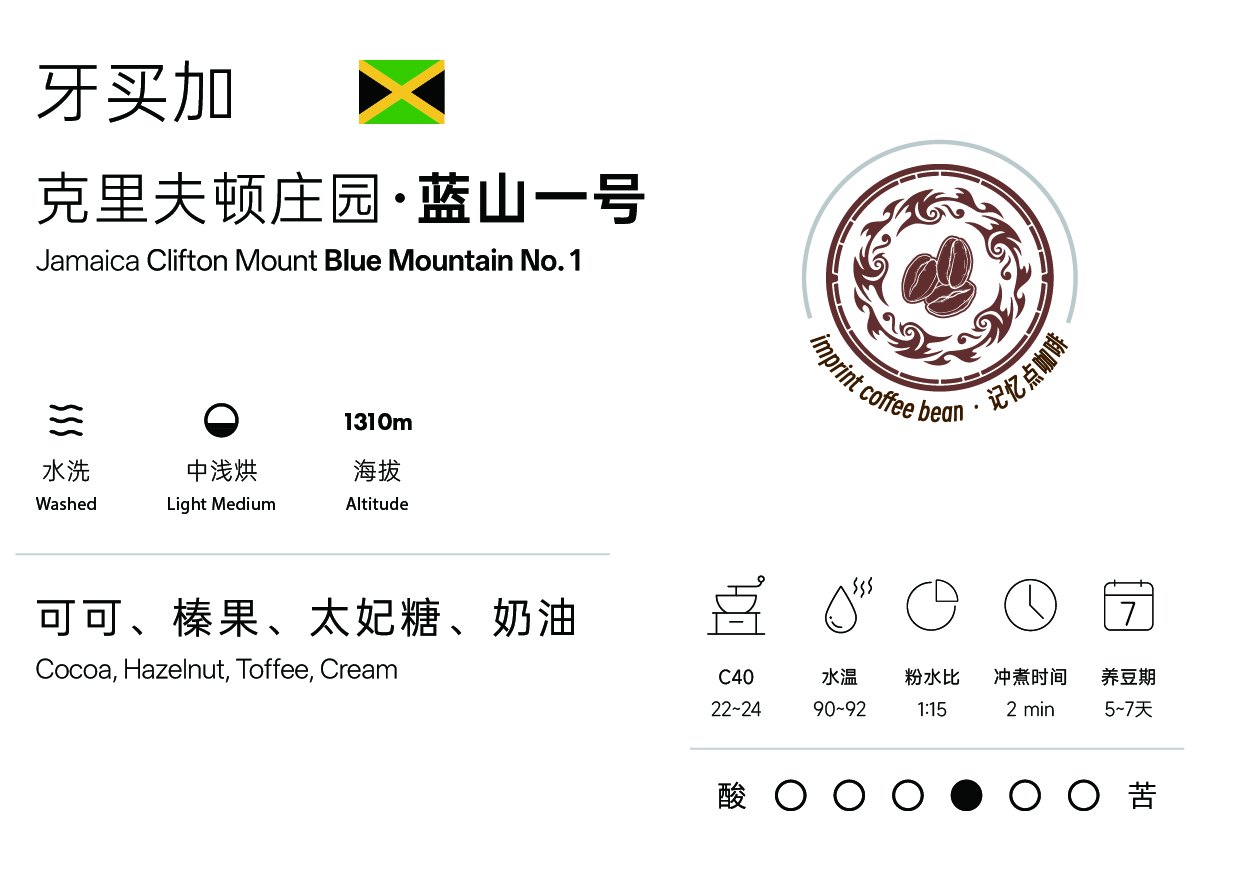 牙买加
克里夫顿庄园·蓝山一号
Jamaica Clifton Mount Blue Mountain No. 1
imprint coffee bean · 记忆点咖啡
1310m
水洗 中浅烘 海拔
Washed Light Medium Altitude
可可、榛果、太妃糖、奶油
Cocoa, Hazelnut, Toffee, Cream
7
C40 水温 粉水比 冲煮时间 养豆期
22~24 90~92 1:15 2 min 5~7天
酸 苦